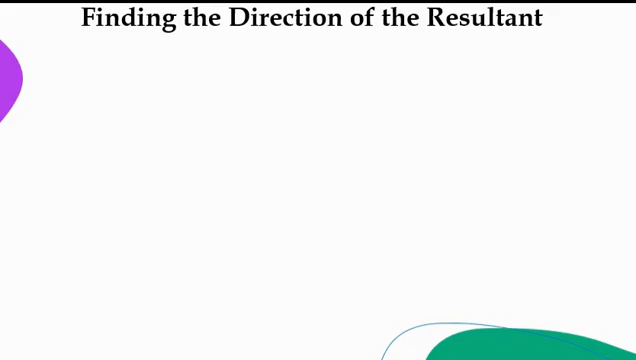 Finding the Direction of the Resultant